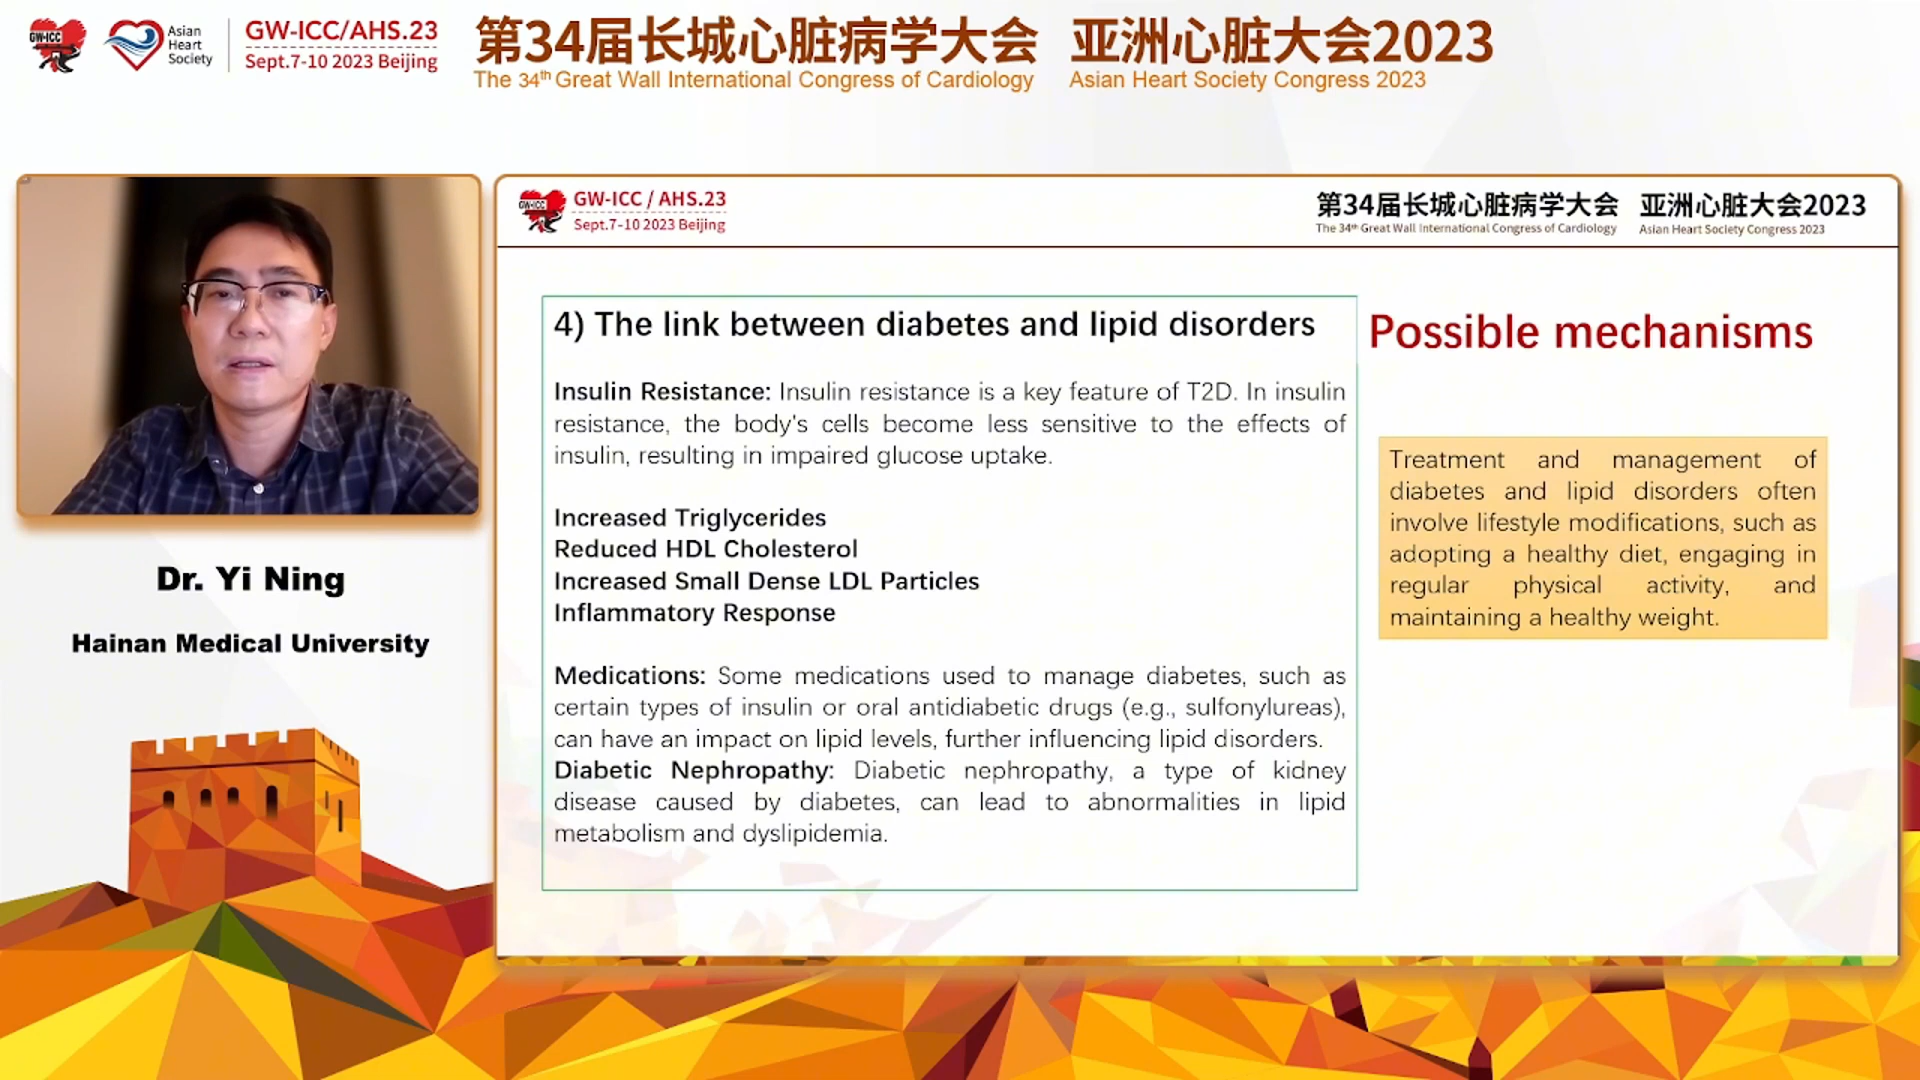 GW-ICC
Asian
Heart
Society
GW-ICC/AHS.23
Sept.7-10 2023 Beijing
第34届长城心脏病学大会 亚洲心脏大会2023
The 34th Great Wall International Congress of Cardiology Asian Heart Society Congress 2023
Dr. Yi Ning
Hainan Medical University
GW-ICC
GW-ICC / AHS.23
Sept.7-10 2023 Beijing
第34届长城心脏病学大会 亚洲心脏大会2023
The 34th Great Wall International Congress of Cardiology Asian Heart Society Congress 2023
4) The link between diabetes and lipid disorders
Insulin Resistance: Insulin resistance is a key feature of T2D. In insulin
resistance, the body's cells become less sensitive to the effects of
insulin, resulting in impaired glucose uptake.
Increased Triglycerides
Reduced HDL Cholesterol
Increased Small Dense LDL Particles
Inflammatory Response
Medications: Some medications used to manage diabetes, such as
certain types of insulin or oral antidiabetic drugs (e.g., sulfonylureas),
can have an impact on lipid levels, further influencing lipid disorders.
Diabetic Nephropathy: Diabetic nephropathy, a type of kidney
disease caused by diabetes, can lead to abnormalities in lipid
metabolism and dyslipidemia.
Possible mechanisms
Treatment and management of
diabetes and lipid disorders often
involve lifestyle modifications, such as
adopting a healthy diet, engaging in
regular physical activity, and
maintaining a healthy weight.